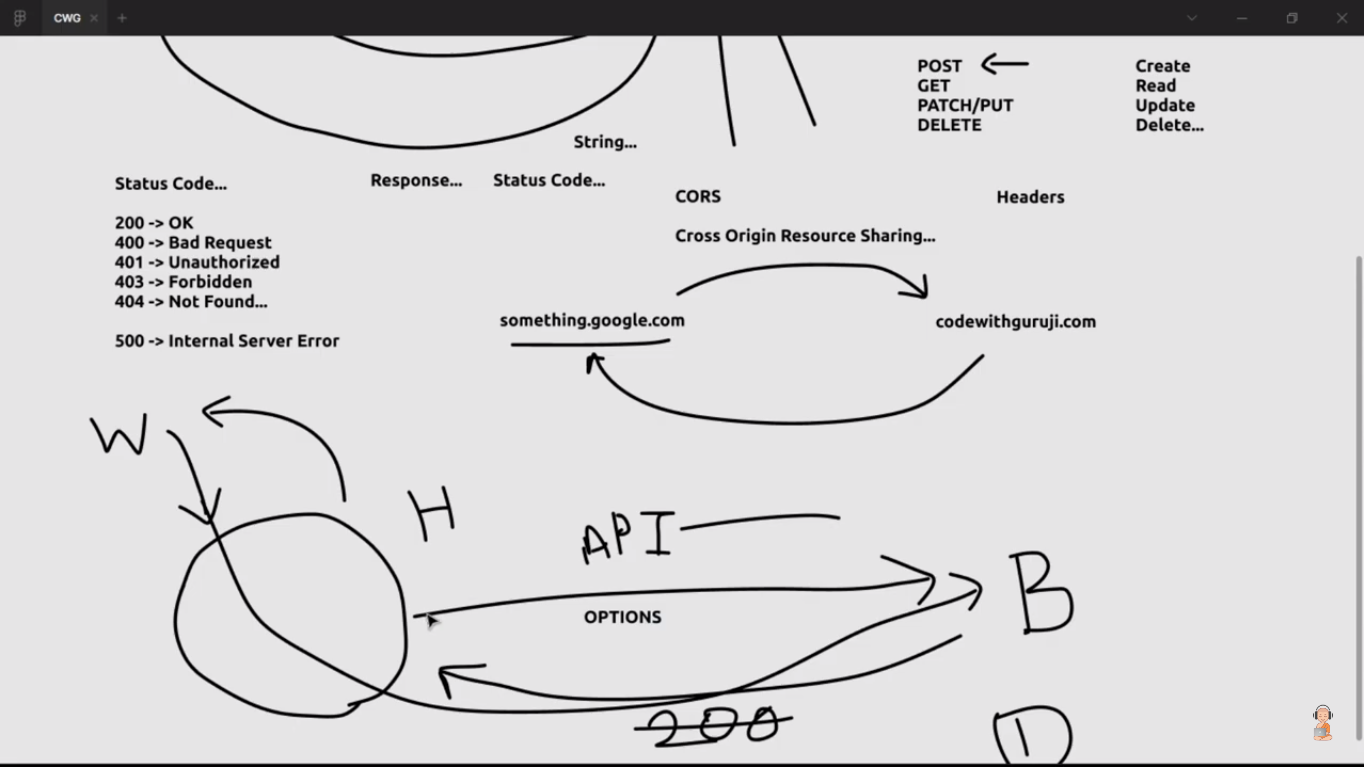 CWG
POST Create
GET Read
PATCH/PUT Update
DELETE Delete...
String...
Status Code... Response... Status Code...
CORS Headers
200 -> OK
Cross Origin Resource Sharing...
400 -> Bad Request
401 -> Unauthorized
403 -> Forbidden
404 -> Not Found...
something.google.com codewithguruji.com
500 -> Internal Server Error
W
H
API
B
OPTIONS
200
D